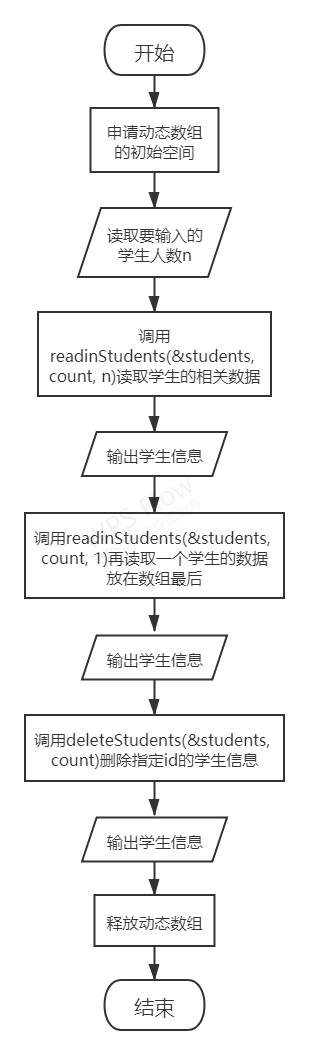 开始
申请动态数组
的初始空间
读取要输入的
学生人数n
调用
readinStudents(&students,
count, n)读取学生的相关数据
输出学生信息
调用readinStudents(&students,
count, 1)再读取一个学生的数据
放在数组最后
输出学生信息
调用deleteStudents(&students,
count)删除指定id的学生信息
输出学生信息
释放动态数组
结束